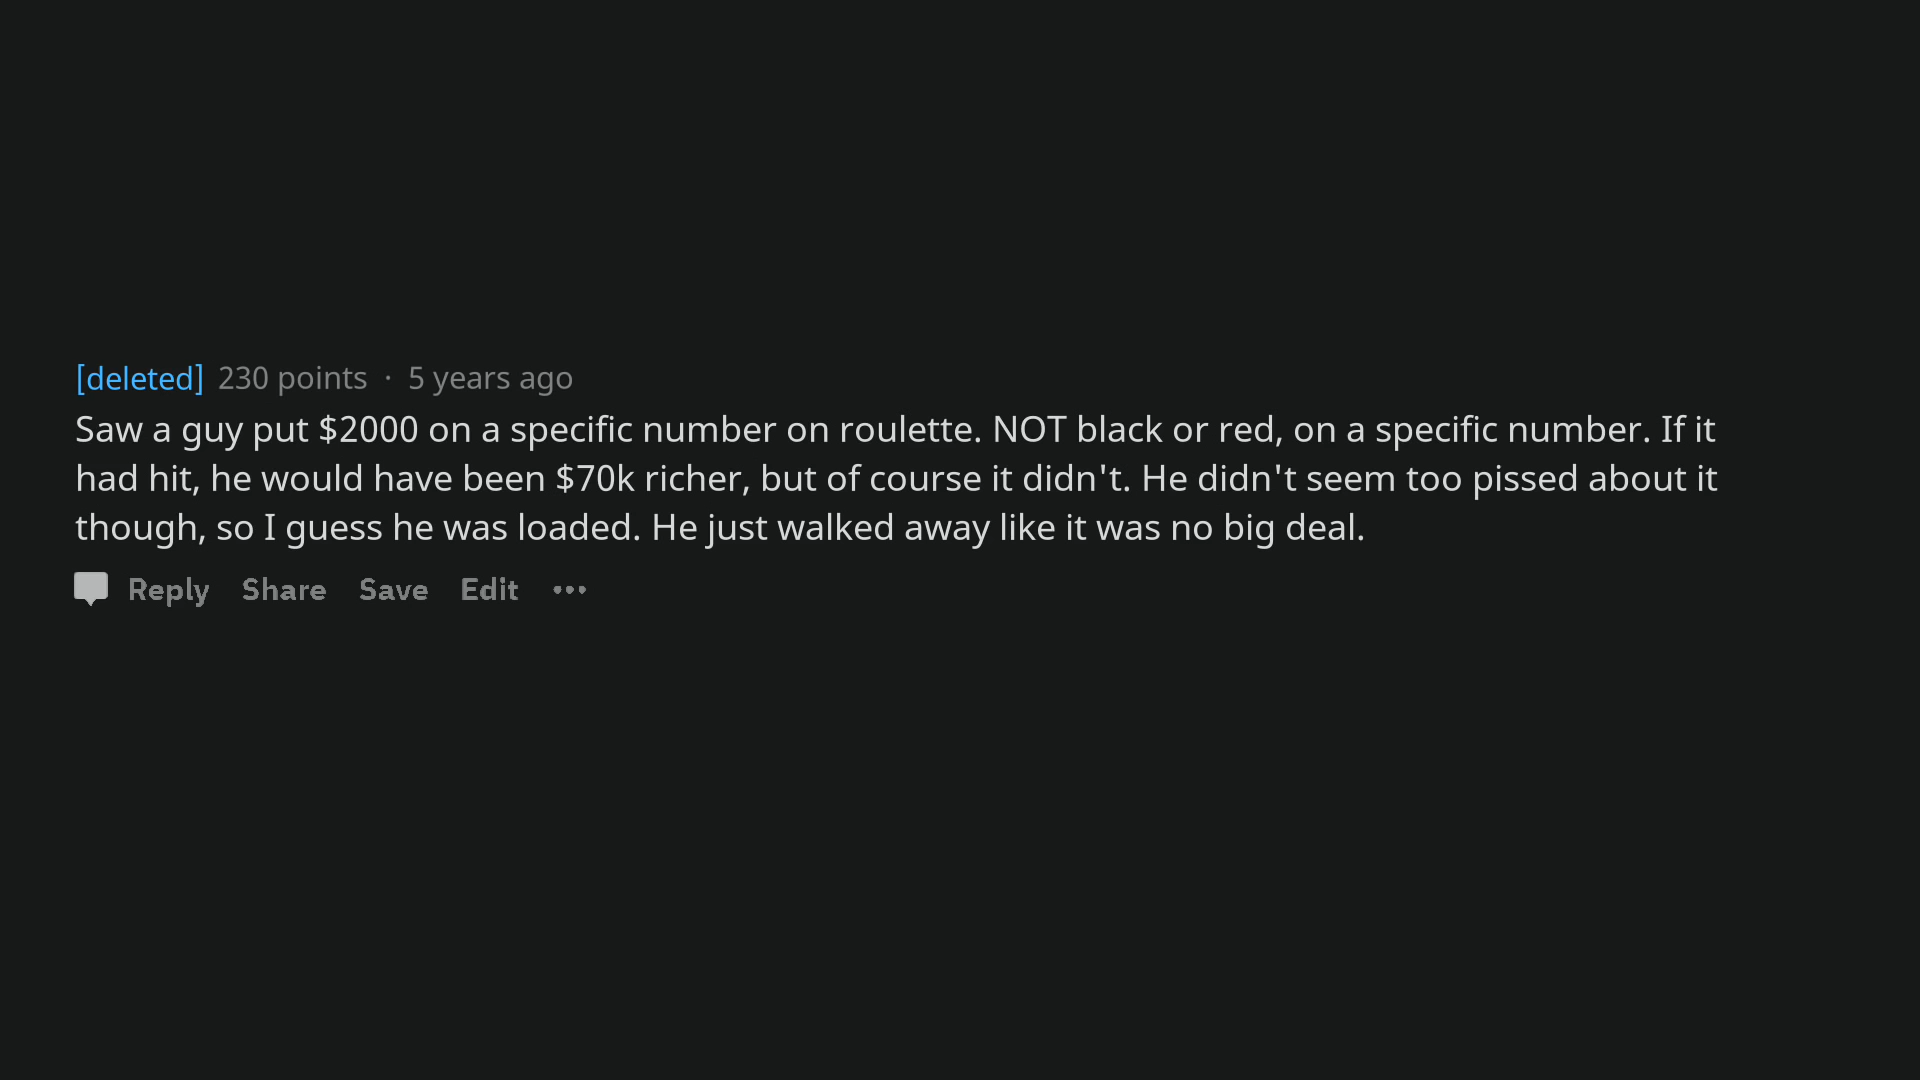 [deleted] 230 points · 5 years ago
Saw a guy put $2000 on a specific number on roulette. NOT black or red, on a specific number. If it
had hit, he would have been $70k richer, but of course it didn't. He didn't seem too pissed about it
though, so I guess he was loaded. He just walked away like it was no big deal.
Reply Share Save Edit ···